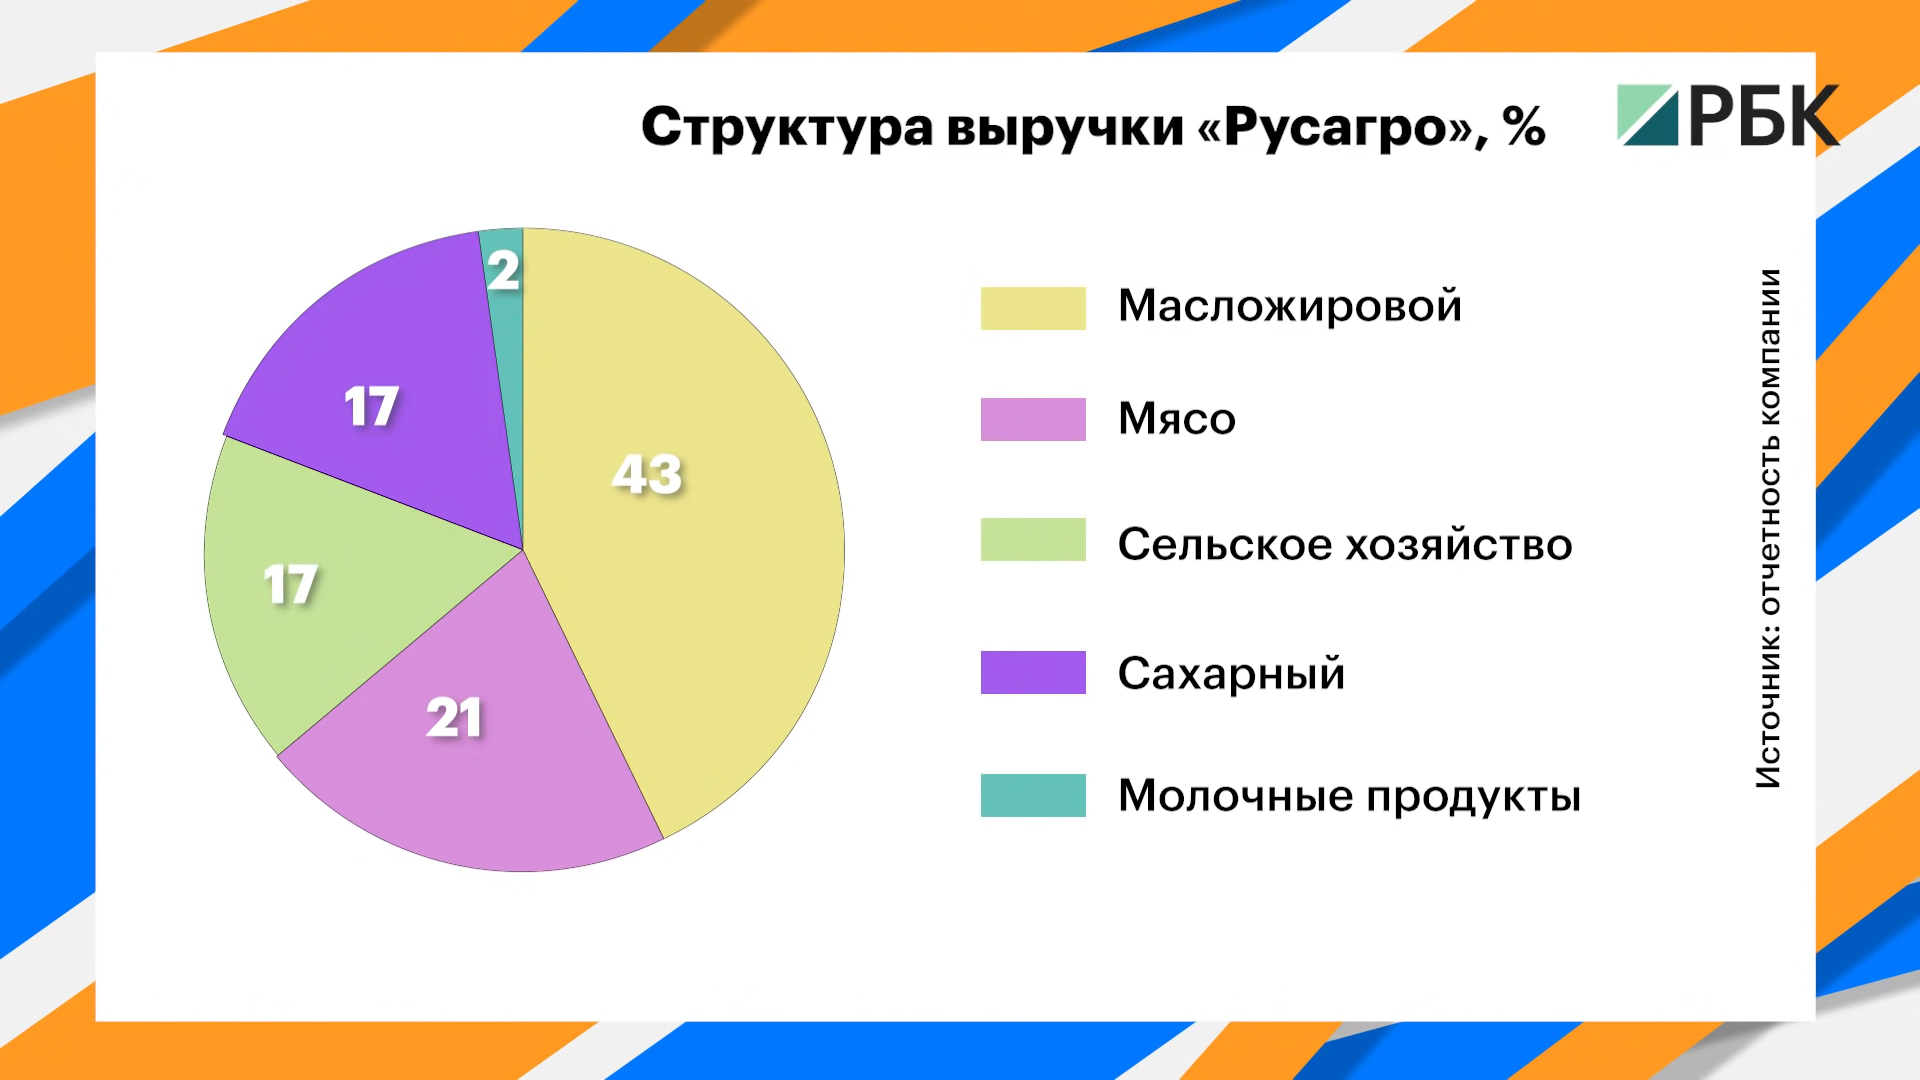 Структура выручки «Русагро», %
РБК
2
17
43
17
21
Масложировой
Мясо
Сельское хозяйство
Сахарный
Молочные продукты
Источник: отчетность компании